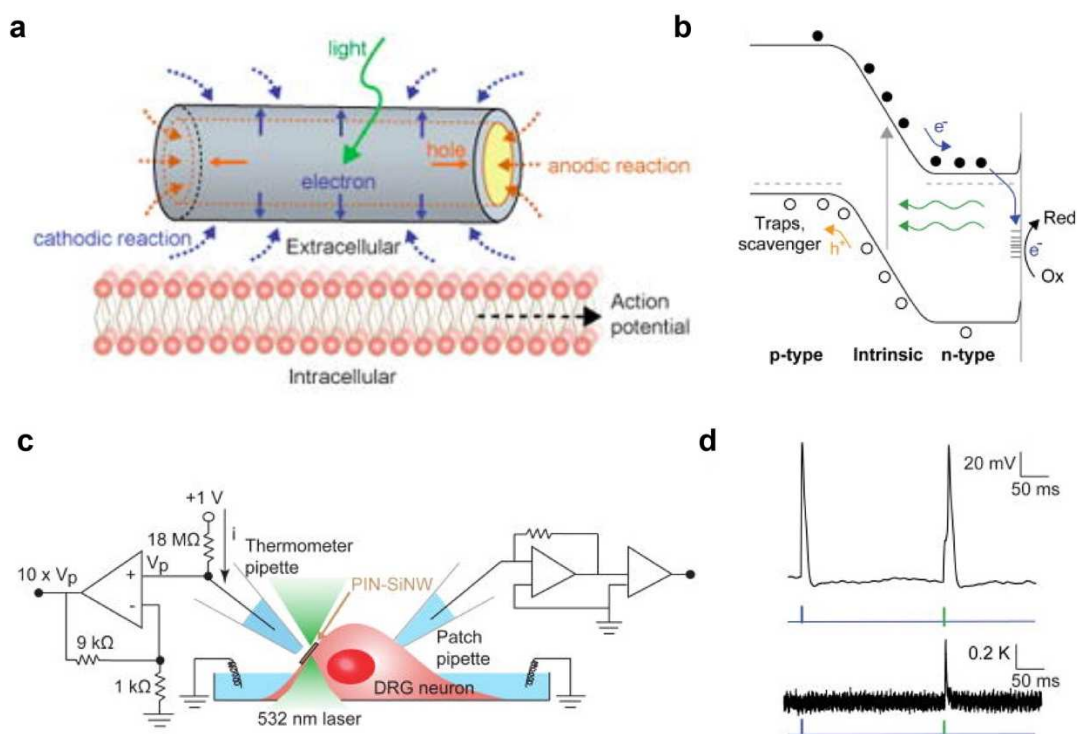 a
light
hole
anodic reaction
electron
cathodic reaction
Extracellular
Action
potential
Intracellular
b
e-
Red
Traps,
scavenger
h+
e-
Ox
p-type Intrinsic n-type
c
+1 V
i
18 MΩ
Thermometer
pipette
10 x Vp
Vp
+
-
PIN-SiNW
9 kΩ
Patch
pipette
1 kΩ
DRG neuron
532 nm laser
d
20 mV
50 ms
0.2 K
50 ms